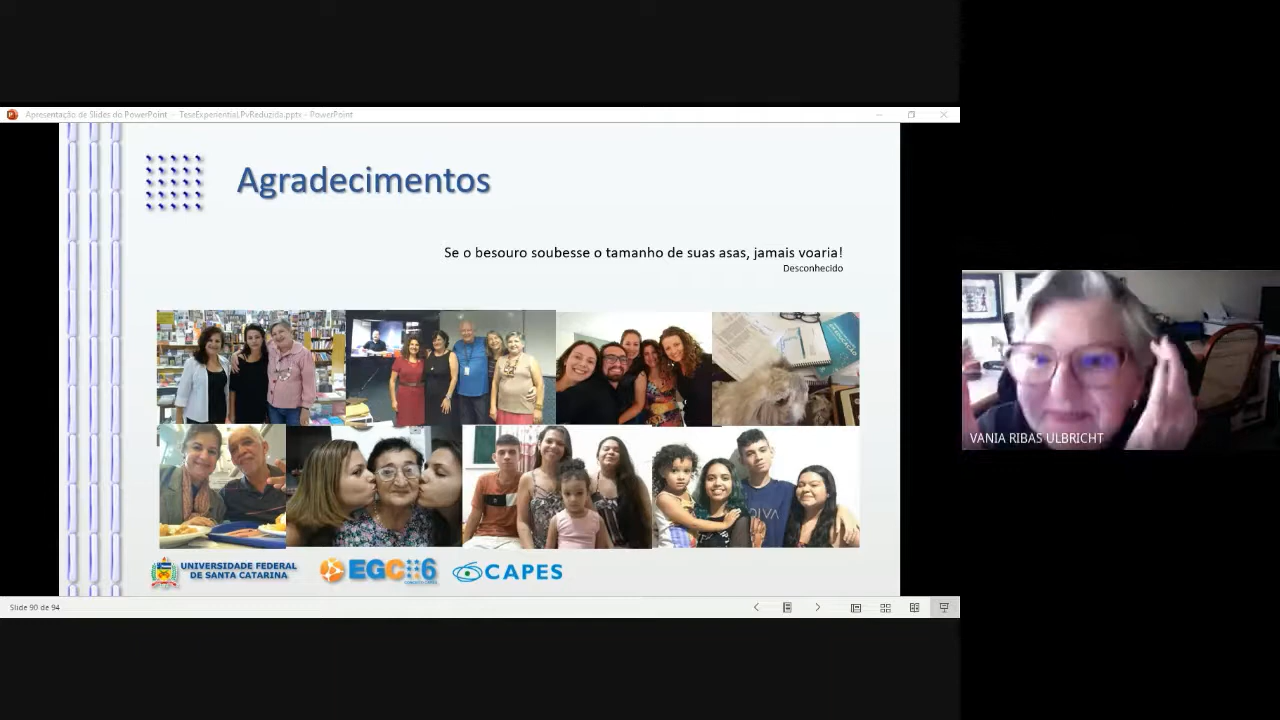 Apresentação de Slides do PowerPoint - TeseExperiential.PvReduzida.pptx - PowerPoint
Agradecimentos
Se o besouro soubesse o tamanho de suas asas, jamais voaria!
Desconhecido
UNIVERSIDADE FEDERAL
DE SANTA CATARINA
EGC
6
CAPES
Slide 90 de 94
VANIA RIBAS ULBRICHT